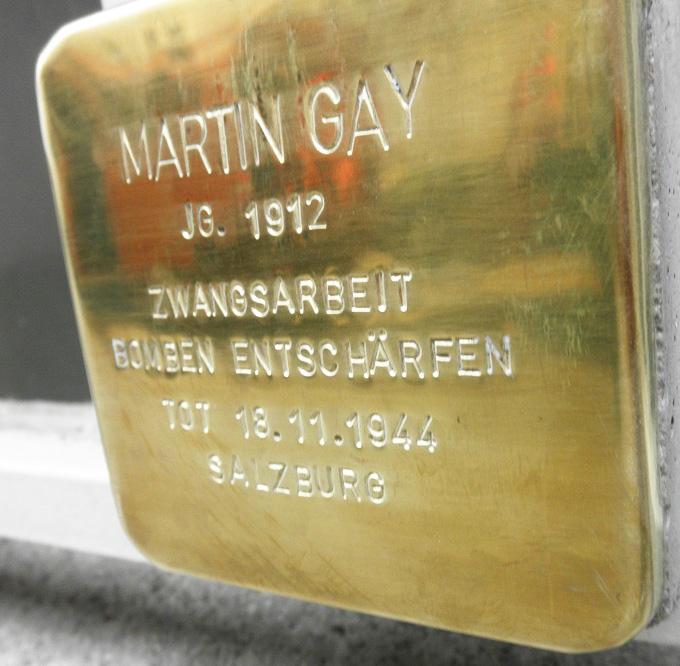 MARTIN GAY
JG. 1912
ZWANGSARBEIT
BOMBEN ENTSCHÄRFEN
TOT 18.11.1944
SALZBURG